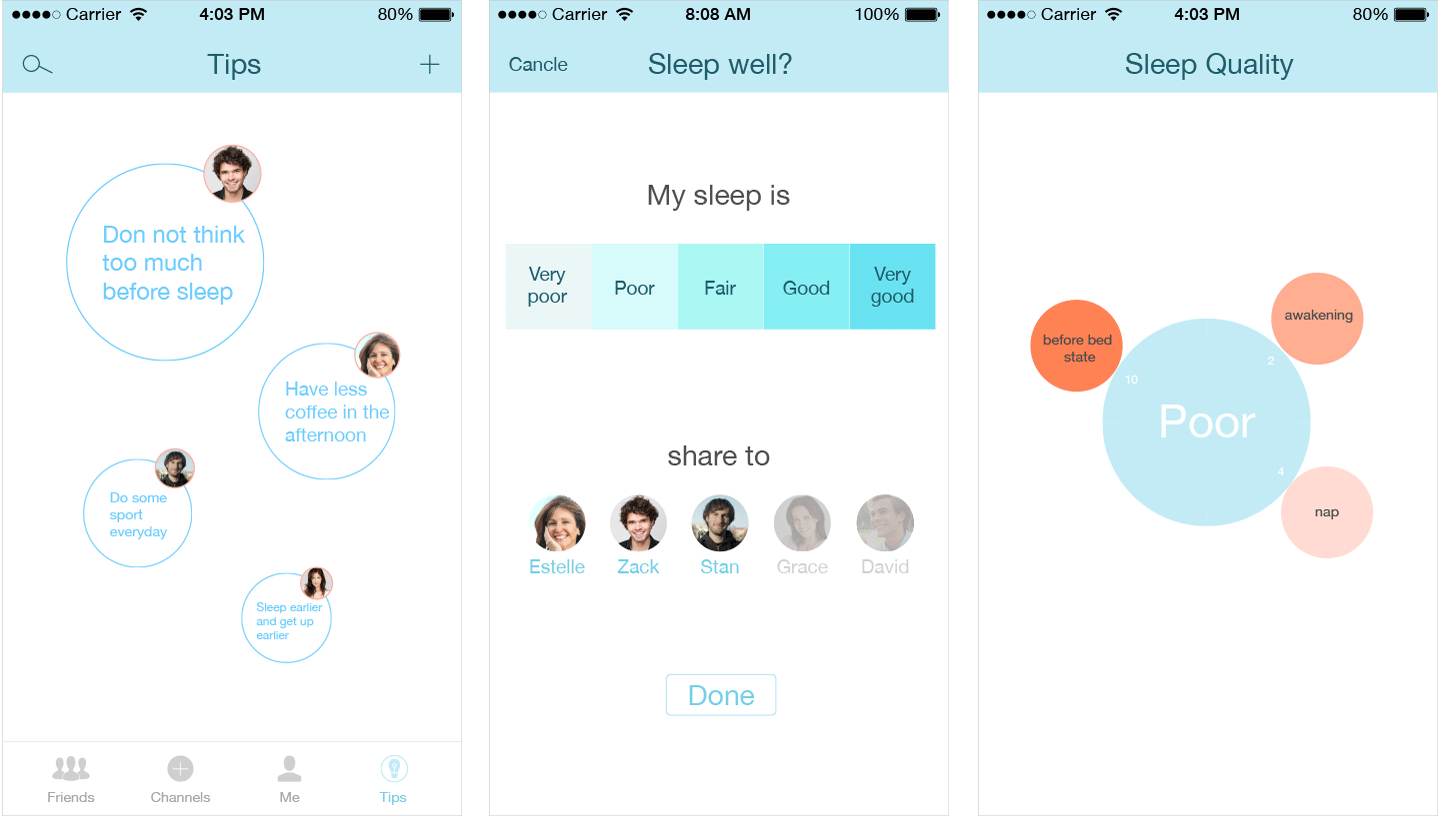 Carrier 4:03 PM 80%
Tips
Don not think
too much
before sleep
Have less
coffee in the
afternoon
Do some
sport
everyday
Sleep earlier
and get up
earlier
Friends Channels Me Tips
Carrier 8:08 AM 100%
Cancle Sleep well?
My sleep is
Very
poor
Poor
Fair
Good
Very
good
share to
Estelle Zack Stan Grace David
Done
Carrier 4:03 PM 80%
Sleep Quality
awakening
before bed
state
2
10
Poor
4
nap